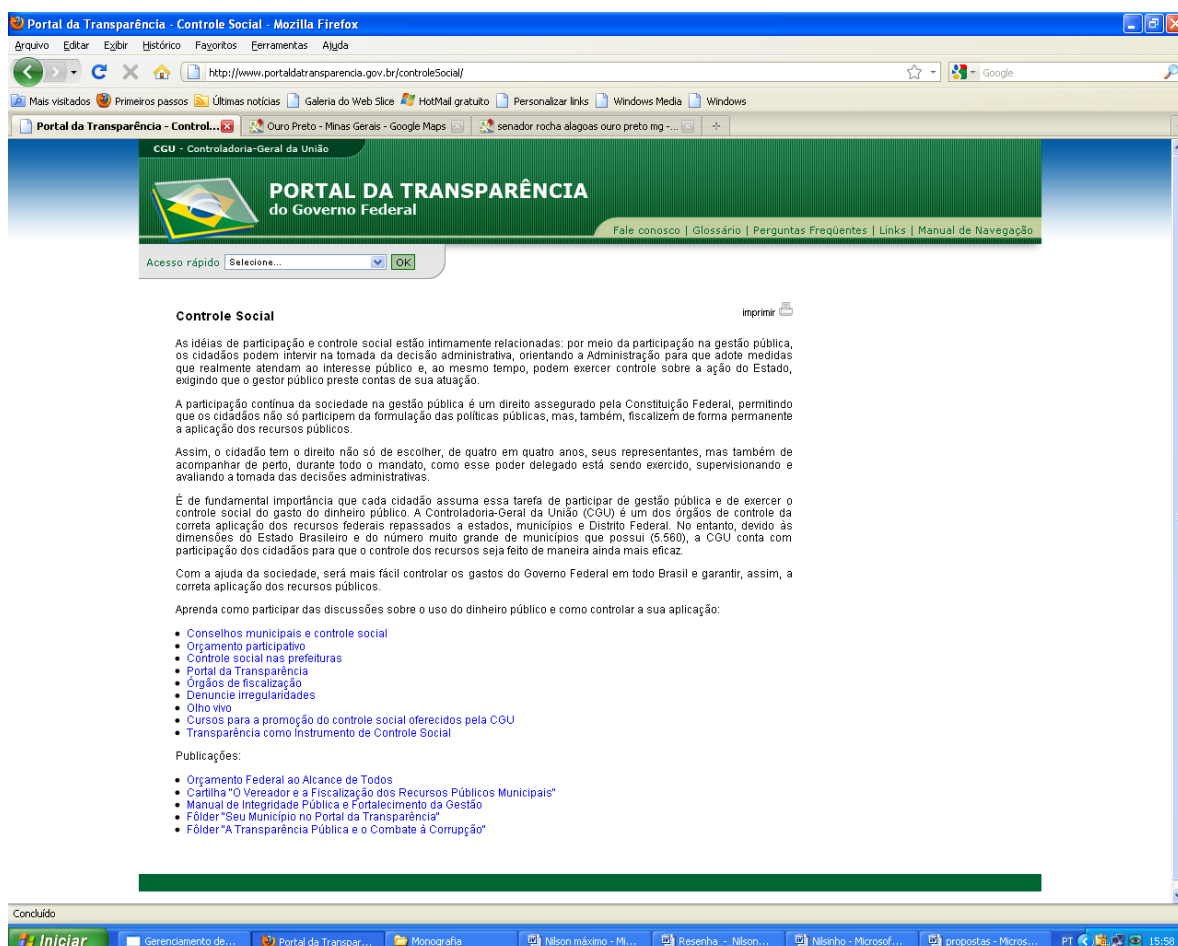 Portal da Transparência - Controle Social - Mozilla Firefox
Arquivo Editar Exibir Histórico Favoritos Ferramentas Ajuda
http://www.portaldatransparencia.gov.br/controleSocial/
Google
Mais visitados Primeiros passos Últimas notícias Galeria do Web Slice HotMail gratuito Personalizar links Windows Media Windows
Portal da Transparência - Control... Ouro Preto - Minas Gerais - Google Maps senador rocha alagoas ouro preto mg -...
CGU - Controladoria-Geral da União
PORTAL DA TRANSPARÊNCIA
do Governo Federal
Fale conosco | Glossário | Perguntas Freqüentes | Links | Manual de Navegação
Acesso rápido Selecione... OK
Controle Social
imprimir
As idéias de participação e controle social estão intimamente relacionadas: por meio da participação na gestão pública,
os cidadãos podem intervir na tomada da decisão administrativa, orientando a Administração para que adote medidas
que realmente atendam ao interesse público e, ao mesmo tempo, podem exercer controle sobre a ação do Estado,
exigindo que o gestor público preste contas de sua atuação.
A participação contínua da sociedade na gestão pública é um direito assegurado pela Constituição Federal, permitindo
que os cidadãos não só participem da formulação das políticas públicas, mas, também, fiscalizem de forma permanente
a aplicação dos recursos públicos.
Assim, o cidadão tem o direito não só de escolher, de quatro em quatro anos, seus representantes, mas também de
acompanhar de perto, durante todo o mandato, como esse poder delegado está sendo exercido, supervisionando e
avaliando a tomada das decisões administrativas.
É de fundamental importância que cada cidadão assuma essa tarefa de participar de gestão pública e de exercer o
controle social do gasto do dinheiro público. A Controladoria-Geral da União (CGU) é um dos órgãos de controle da
correta aplicação dos recursos federais repassados a estados, municípios e Distrito Federal. No entanto, devido às
dimensões do Estado Brasileiro e do número muito grande de municípios que possui (5.560), a CGU conta com
participação dos cidadãos para que o controle dos recursos seja feito de maneira ainda mais eficaz.
Com a ajuda da sociedade, será mais fácil controlar os gastos do Governo Federal em todo Brasil e garantir, assim, a
correta aplicação dos recursos públicos.
Aprenda como participar das discussões sobre o uso do dinheiro público e como controlar a sua aplicação:
• Conselhos municipais e controle social
• Orçamento participativo
• Controle social nas prefeituras
• Portal da Transparência
• Órgãos de fiscalização
• Denuncie irregularidades
• Olho vivo
• Cursos para a promoção do controle social oferecidos pela CGU
• Transparência como Instrumento de Controle Social
Publicações:
• Orçamento Federal ao Alcance de Todos
• Cartilha "O Vereador e a Fiscalização dos Recursos Públicos Municipais"
• Manual de Integridade Pública e Fortalecimento da Gestão
• Fôlder "Seu Município no Portal da Transparência"
• Fôlder "A Transparência Pública e o Combate à Corrupção"
Concluído
Iniciar Gerenciamento de... Portal da Transpar... Monografia Nilson máximo - Mi... Resenha - Nilson... Nilsinho - Microsof... propostas - Micros... PT 15:58